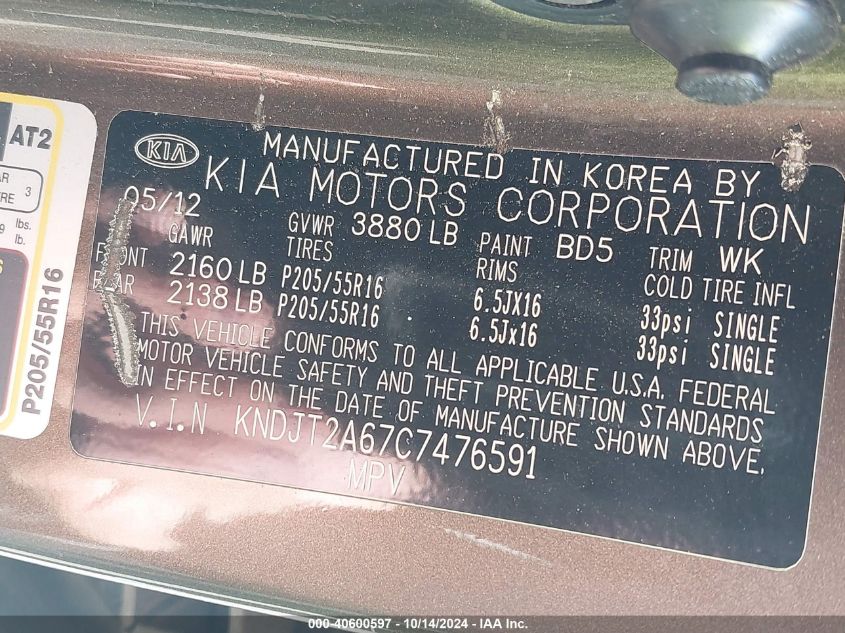 AT2
3
lbs.
lb.
P205/55R16
KIA
MANUFACTURED IN KOREA BY
KIA MOTORS CORPORATION
05/12
GVWR 3880 LB PAINT BD5 TRIM WK
GAWR TIRES RIMS COLD TIRE INFL
FRONT 2160 LB P205/55R16 6.5JX16 33psi SINGLE
REAR 2138 LB P205/55R16 6.5Jx16 33psi SINGLE
THIS VEHICLE CONFORMS TO ALL APPLICABLE U.S.A. FEDERAL
MOTOR VEHICLE SAFETY AND THEFT PREVENTION STANDARDS
IN EFFECT ON THE DATE OF MANUFACTURE SHOWN ABOVE.
V.I.N KNDJT2A67C7476591
MPV
000-40600597 - 10/14/2024 - IAA Inc.